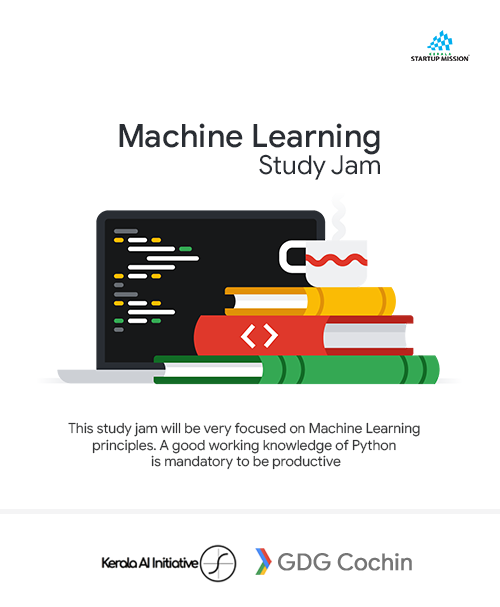 KERALA
STARTUP MISSION
Machine Learning
Study Jam
This study jam will be very focused on Machine Learning
principles. A good working knowledge of Python
is mandatory to be productive
Kerala AI Initiative
GDG Cochin